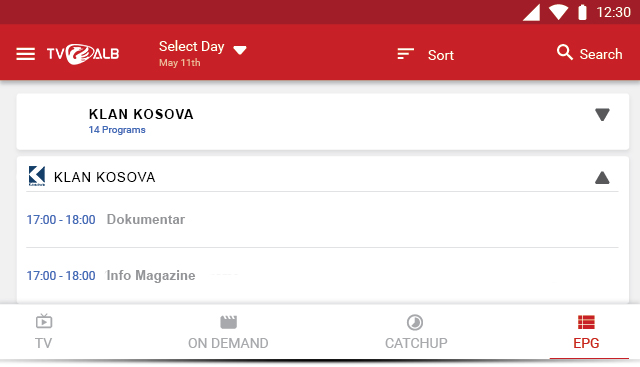 12:30
TV ALB
Select Day
May 11th
Sort
Search
KLAN KOSOVA
14 Programs
KLAN KOSOVA
17:00 - 18:00 Dokumentar
17:00 - 18:00 Info Magazine
TV
ON DEMAND
CATCHUP
EPG